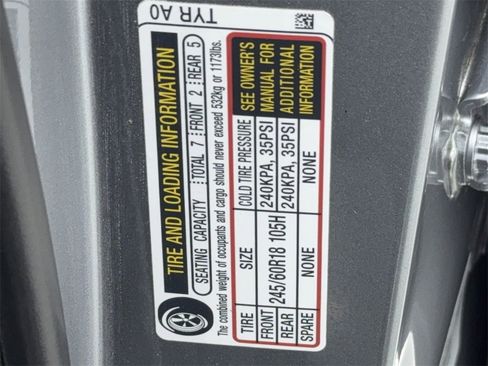 TYR A0
TIRE AND LOADING INFORMATION
SEATING CAPACITY TOTAL 7 FRONT 2 REAR 5
The combined weight of occupants and cargo should never exceed 532kg or 1173lbs.
TIRE SIZE COLD TIRE PRESSURE SEE OWNER'S MANUAL FOR ADDITIONAL INFORMATION
FRONT 245/60R18 105H 240KPA, 35PSI
REAR 240KPA, 35PSI
SPARE NONE NONE